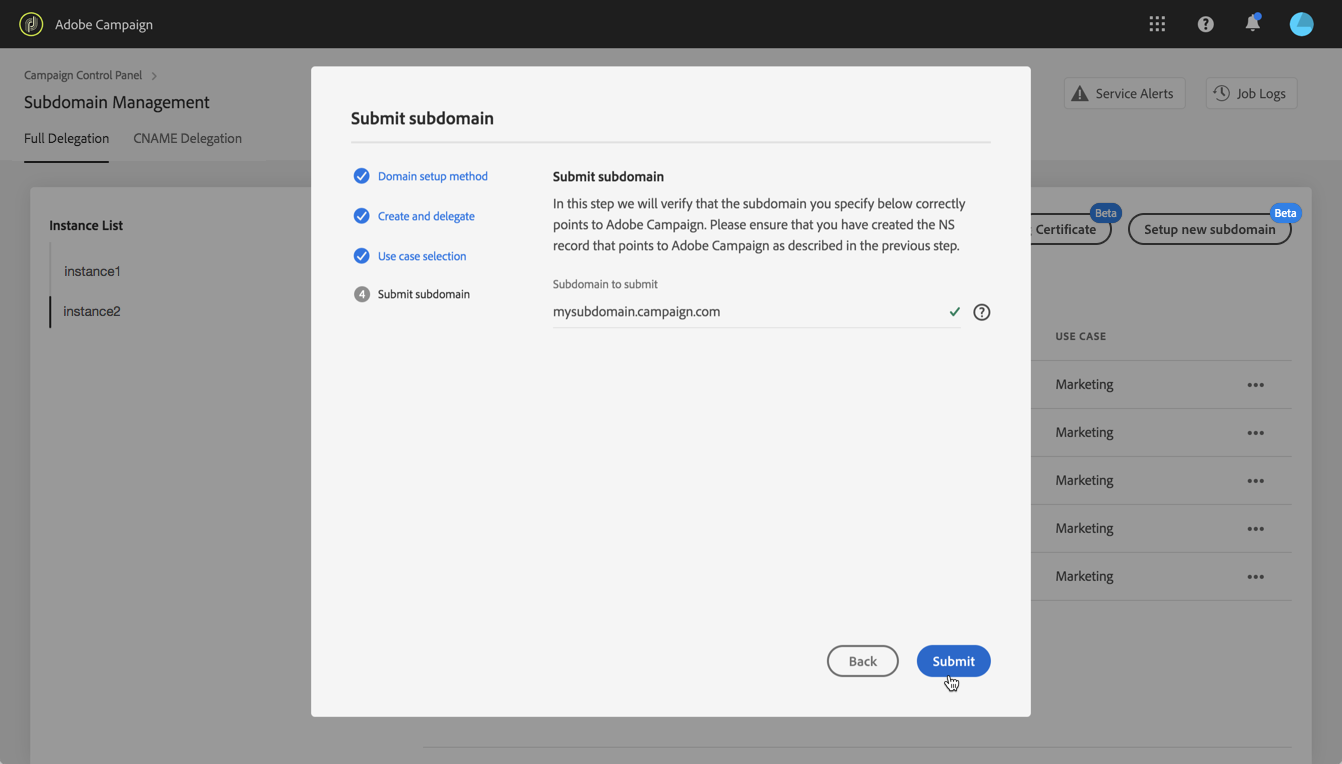 Adobe Campaign
Campaign Control Panel
Subdomain Management
Service Alerts
Job Logs
Full Delegation
CNAME Delegation
Instance List
instance1
instance2
Beta
Certificate
Beta
Setup new subdomain
USE CASE
Marketing
Marketing
Marketing
Marketing
Marketing
Submit subdomain
Domain setup method
Create and delegate
Use case selection
4 Submit subdomain
Submit subdomain
In this step we will verify that the subdomain you specify below correctly
points to Adobe Campaign. Please ensure that you have created the NS
record that points to Adobe Campaign as described in the previous step.
Subdomain to submit
mysubdomain.campaign.com
Back
Submit